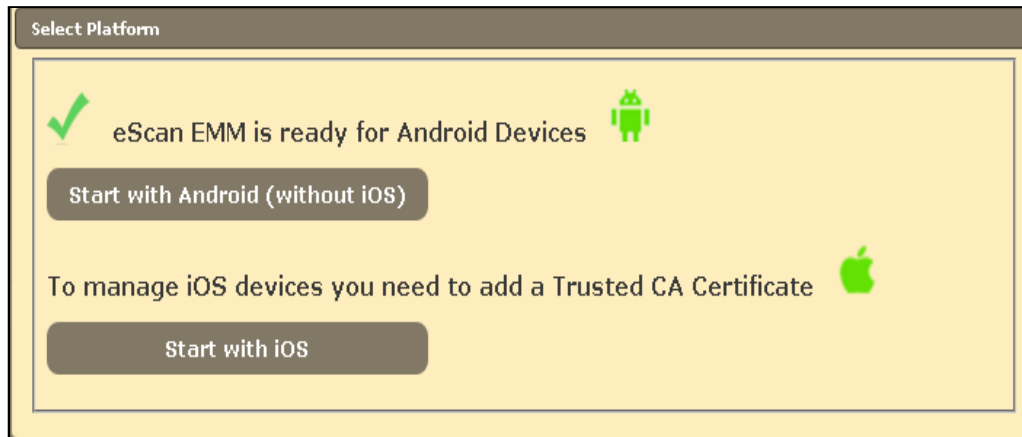 Select Platform
eScan EMM is ready for Android Devices
Start with Android (without iOS)
To manage iOS devices you need to add a Trusted CA Certificate
Start with iOS